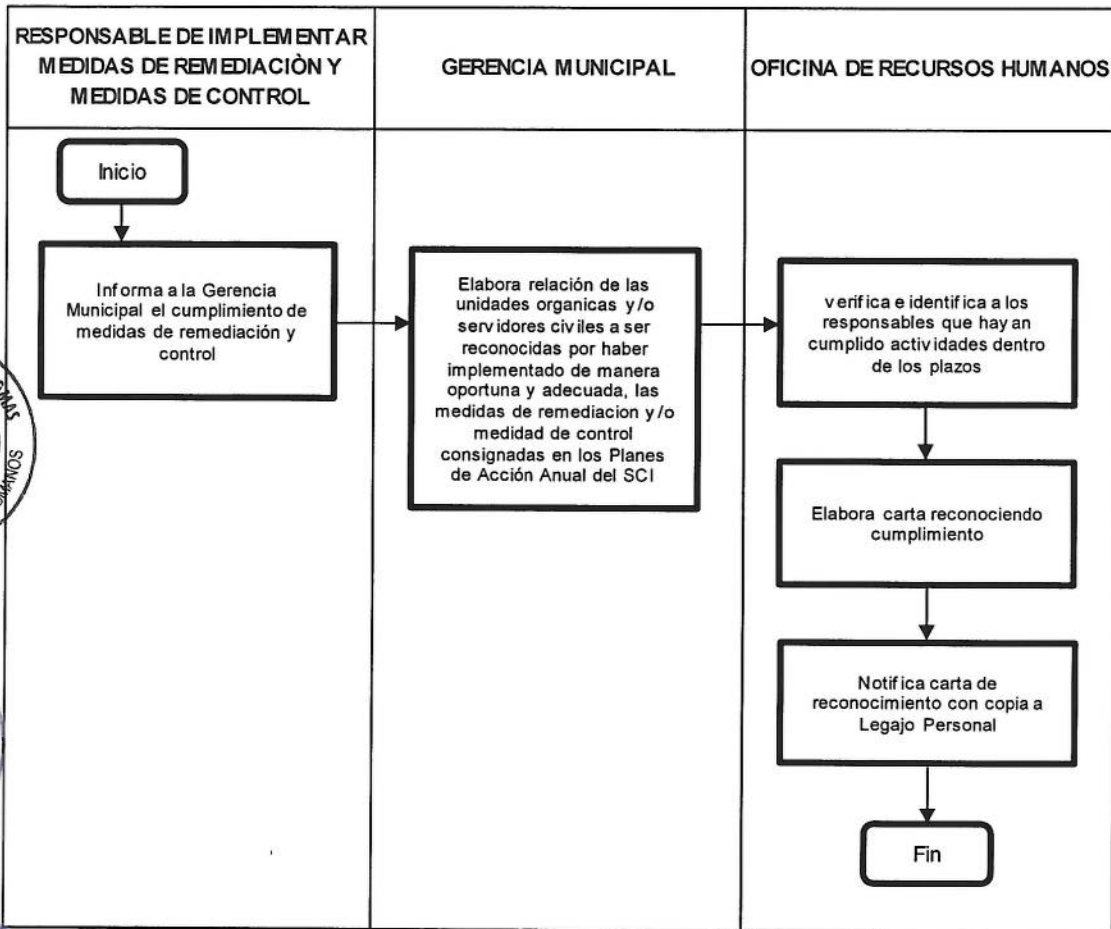 RESPONSABLE DE IMPLEMENTAR
MEDIDAS DE REMEDIACIÒN Y
MEDIDAS DE CONTROL
GERENCIA MUNICIPAL
OFICINA DE RECURSOS HUMANOS
Inicio
Informa a la Gerencia
Municipal el cumplimiento de
medidas de remediación y
control
Elabora relación de las
unidades organicas y/o
servidores civiles a ser
reconocidas por haber
implementado de manera
oportuna y adecuada, las
medidas de remediacion y/o
medidad de control
consignadas en los Planes
de Acción Anual del SCI
verifica e identifica a los
responsables que hayan
cumplido actividades dentro
de los plazos
Elabora carta reconociendo
cumplimiento
Notifica carta de
reconocimiento con copia a
Legajo Personal
Fin